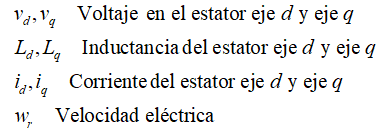 v_d, v_q Voltaje en el estator eje d y eje q
L_d, L_q Inductancia del estator eje d y eje q
i_d, i_q Corriente del estator eje d y eje q
w_r Velocidad eléctrica